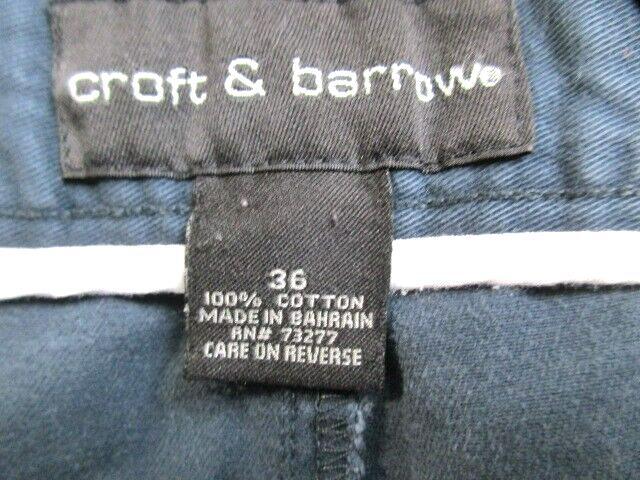 croft & barrow®
36
100% COTTON
MADE IN BAHRAIN
RN# 73277
CARE ON REVERSE